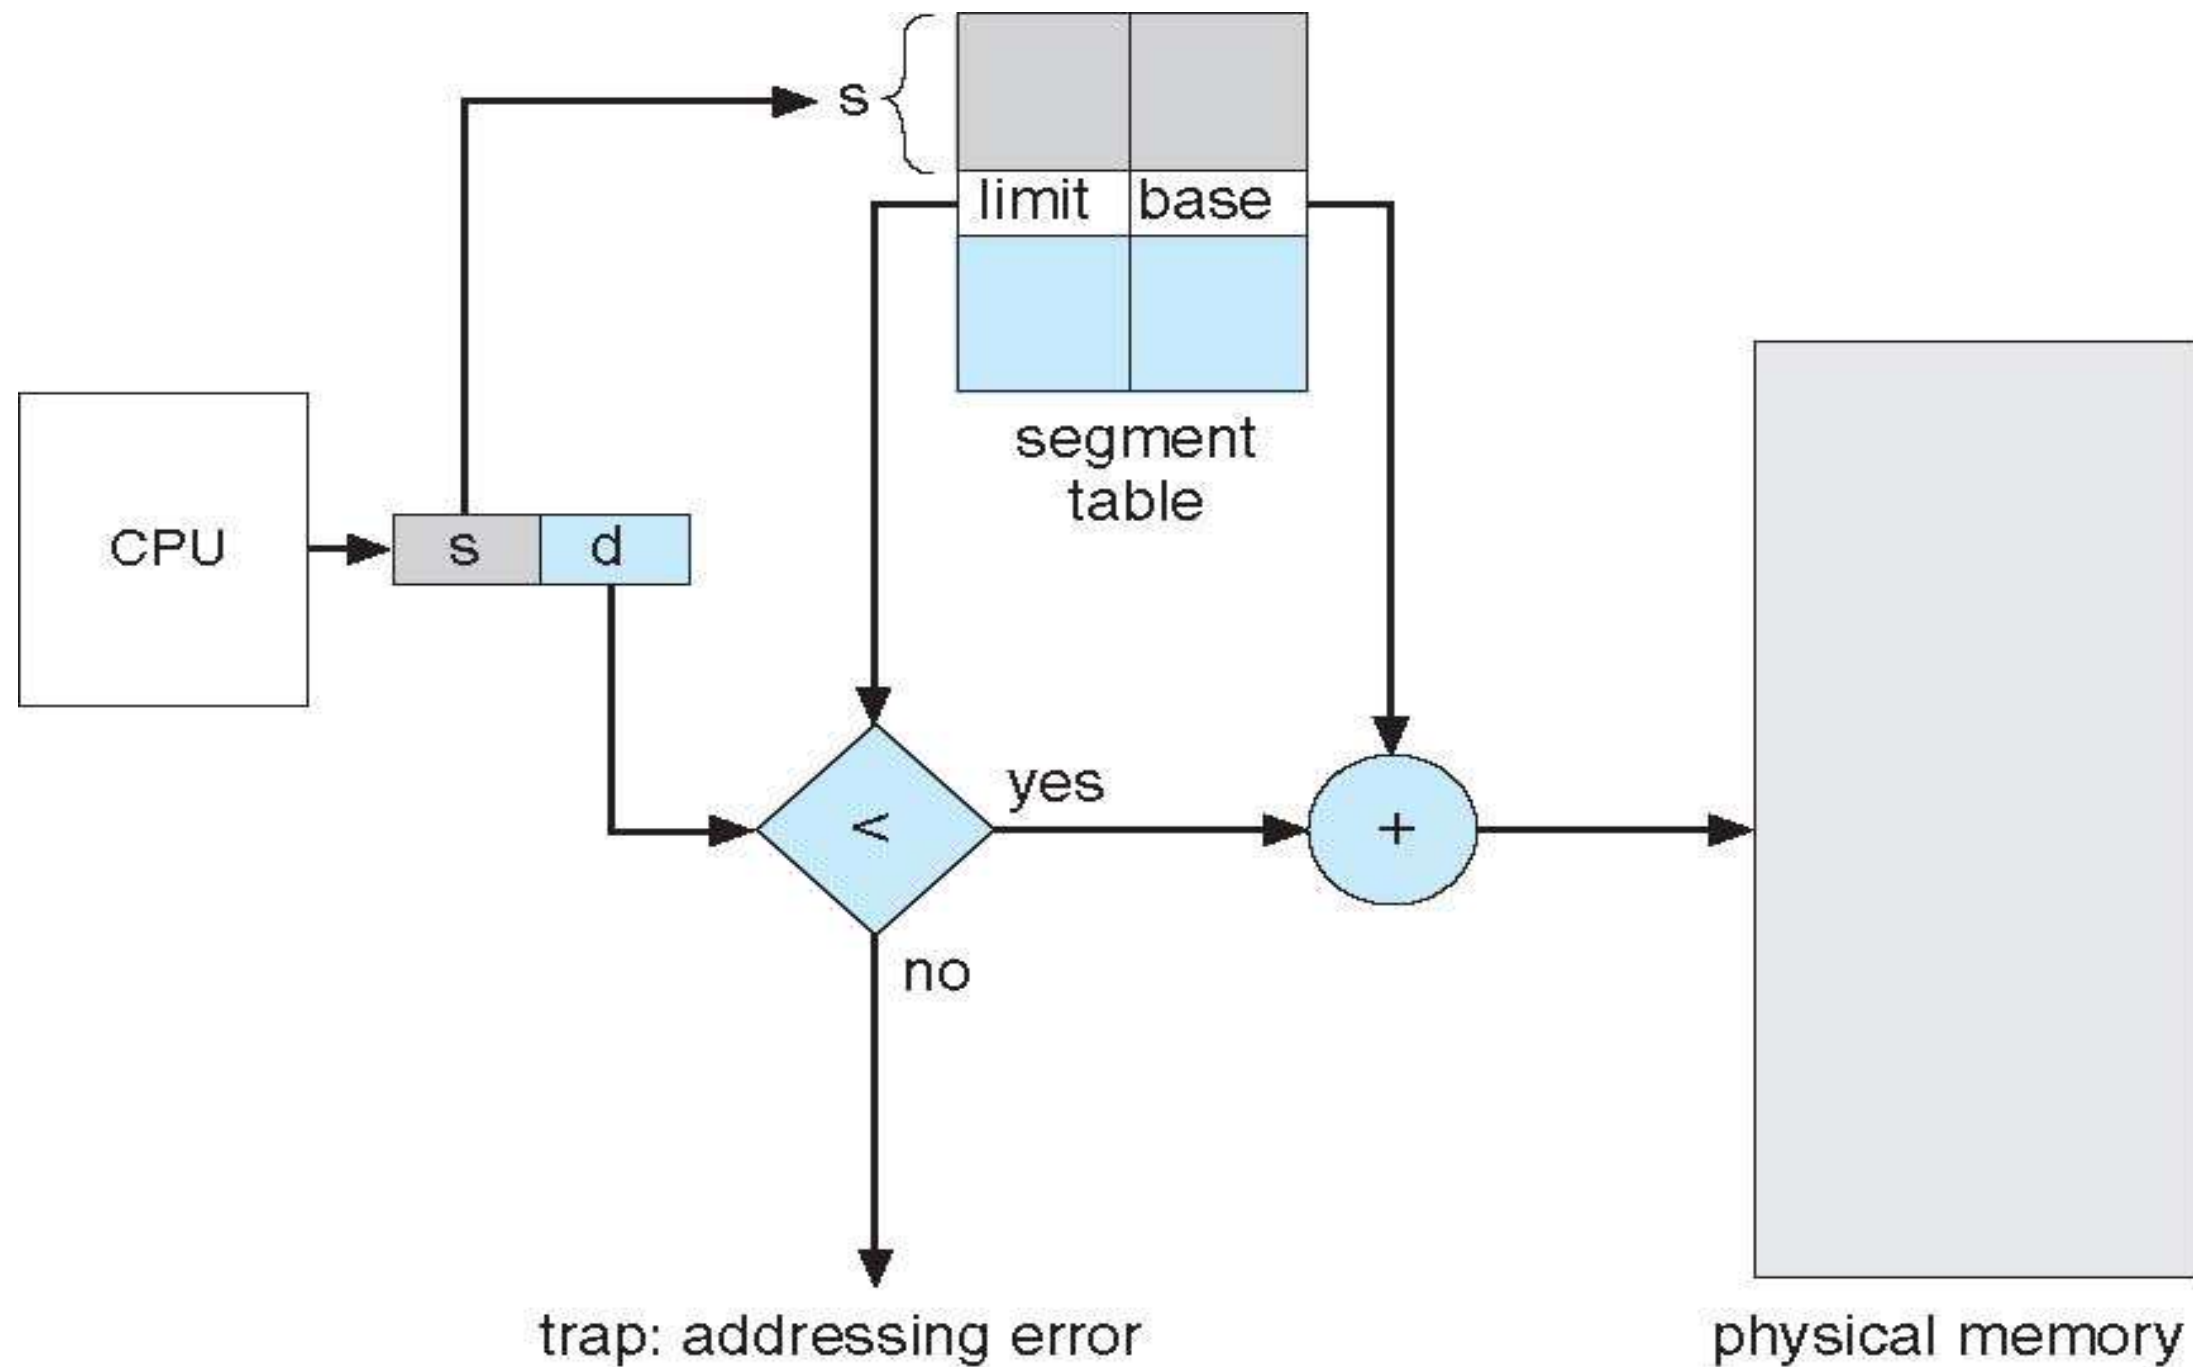 s
limit base
segment
table
CPU
s d
yes
<
+
no
trap: addressing error
physical memory